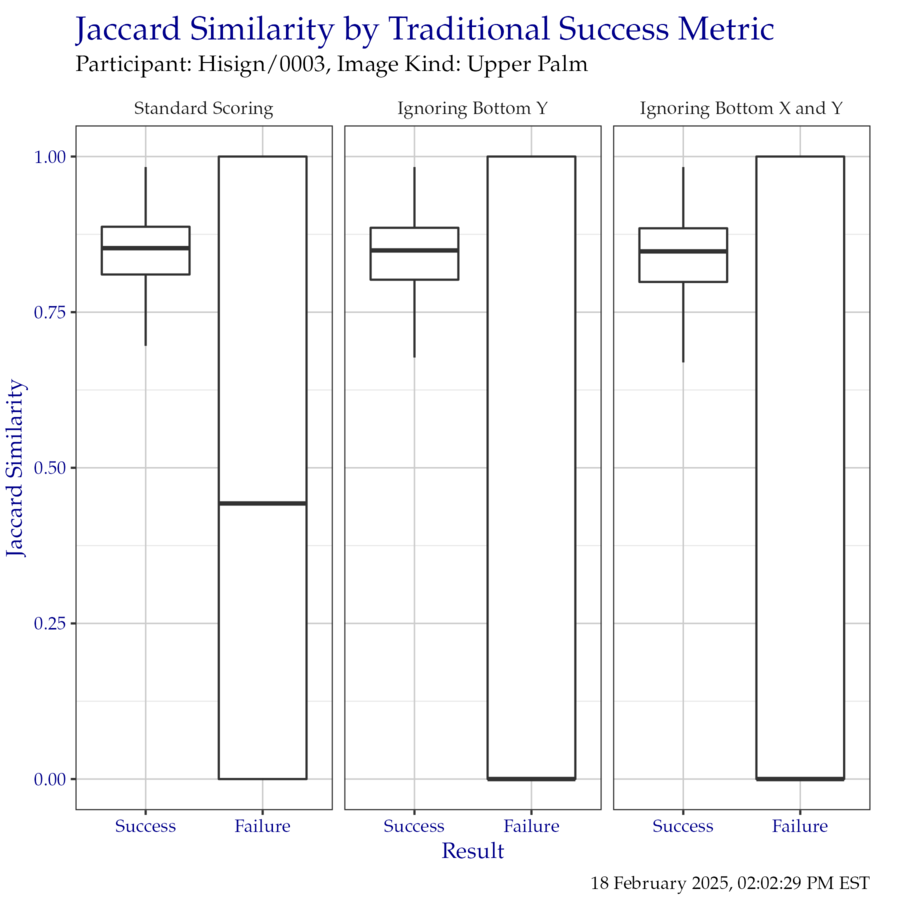 Jaccard Similarity by Traditional Success Metric
Participant: Hisign/0003, Image Kind: Upper Palm
Standard Scoring
Ignoring Bottom Y
Ignoring Bottom X and Y
Jaccard Similarity
1.00
0.75
0.50
0.25
0.00
Success Failure
Success Failure
Success Failure
Result
18 February 2025, 02:02:29 PM EST